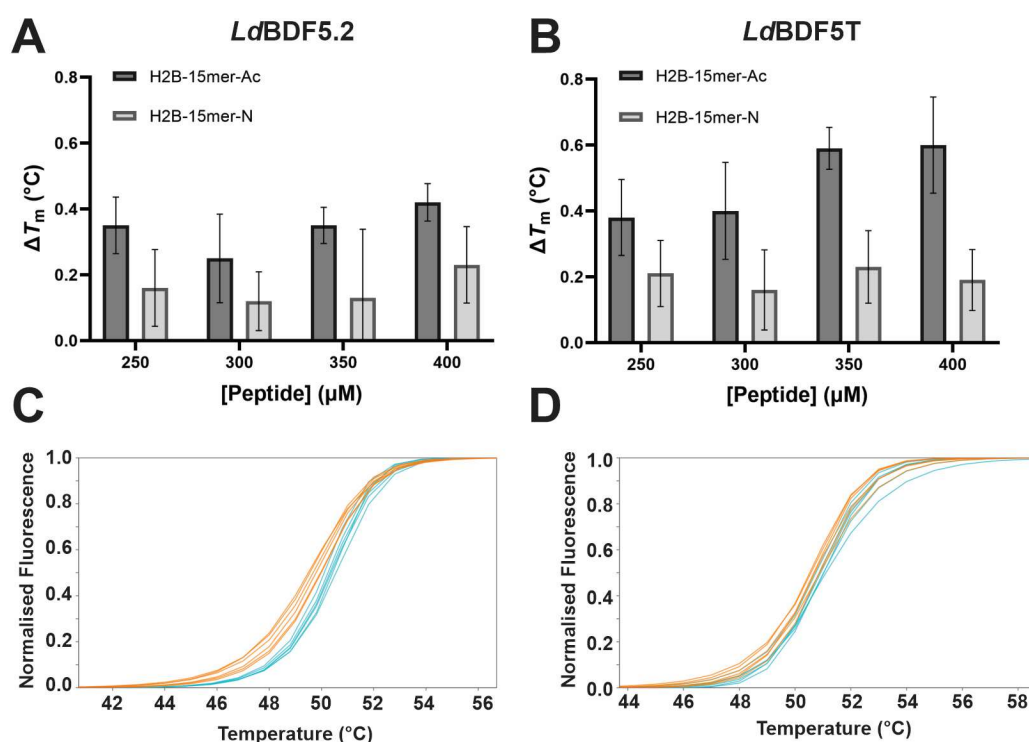 A
LdBDF5.2
0.8
0.6
0.4
0.2
0.0
ΔTm (°C)
H2B-15mer-Ac
H2B-15mer-N
250 300 350 400
[Peptide] (µM)
B
LdBDF5T
0.8
0.6
0.4
0.2
0.0
ΔTm (°C)
H2B-15mer-Ac
H2B-15mer-N
250 300 350 400
[Peptide] (µM)
C
1.0
0.8
0.6
0.4
0.2
0.0
Normalised Fluorescence
42 44 46 48 50 52 54 56
Temperature (°C)
D
1.0
0.8
0.6
0.4
0.2
0.0
Normalised Fluorescence
44 46 48 50 52 54 56 58
Temperature (°C)